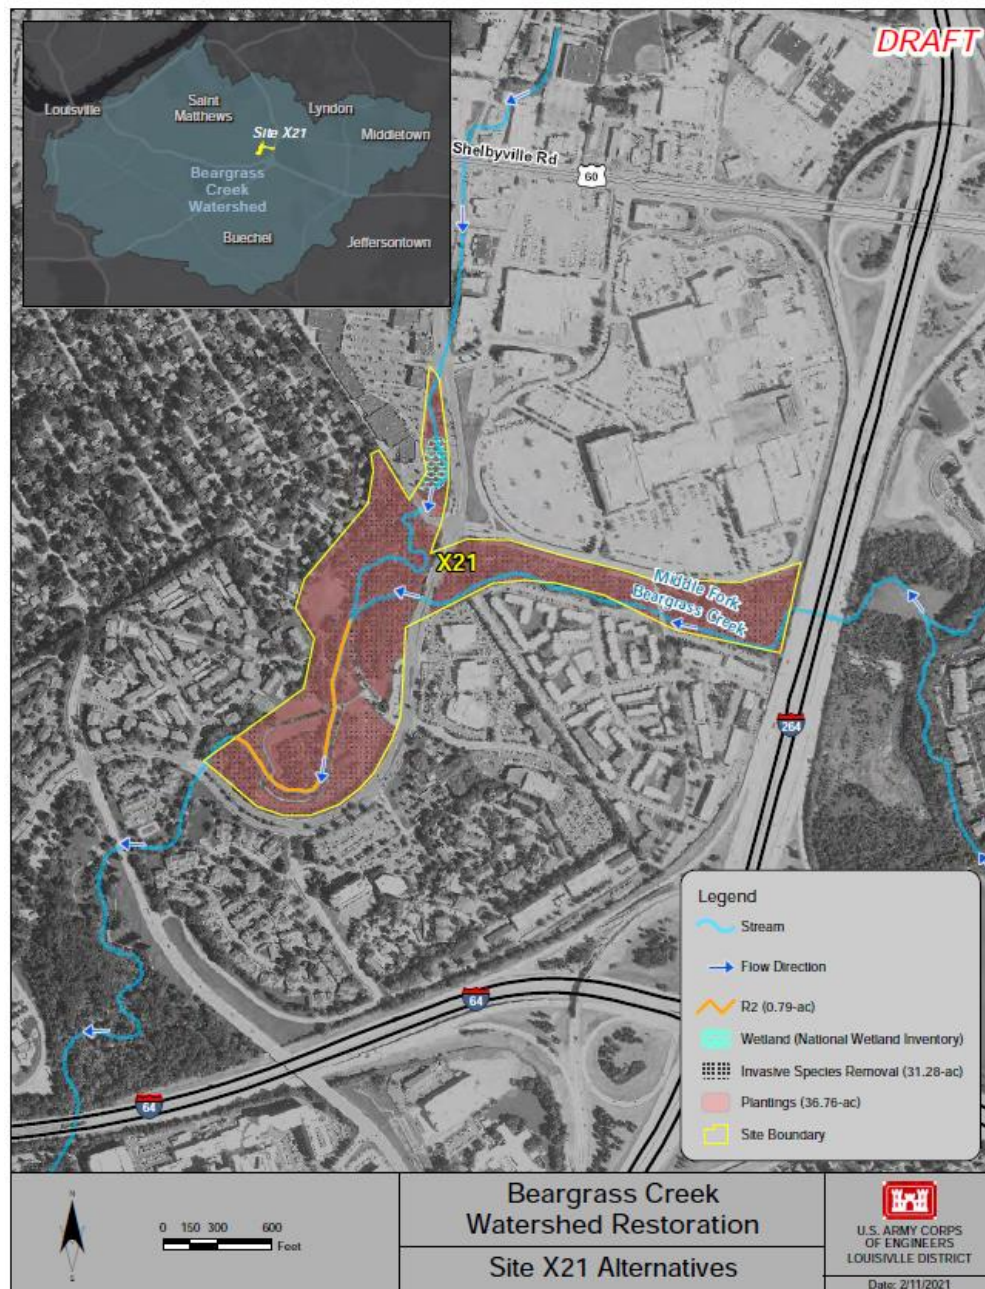 DRAFT
Louisville
Saint
Matthews
Lyndon
Middletown
Site X21
Beargrass
Creek
Watershed
Buechel
Jeffersontown
Shelbyville Rd
60
X21
Middle Fork
Beargrass Creek
264
64
64
Legend
Stream
Flow Direction
R2 (0.79-ac)
Wetland (National Wetland Inventory)
Invasive Species Removal (31.28-ac)
Plantings (36.76-ac)
Site Boundary
N
S
0 150 300 600
Feet
Beargrass Creek
Watershed Restoration
Site X21 Alternatives
U.S. ARMY CORPS
OF ENGINEERS
LOUISIVLLE DISTRICT
Date: 2/11/2021